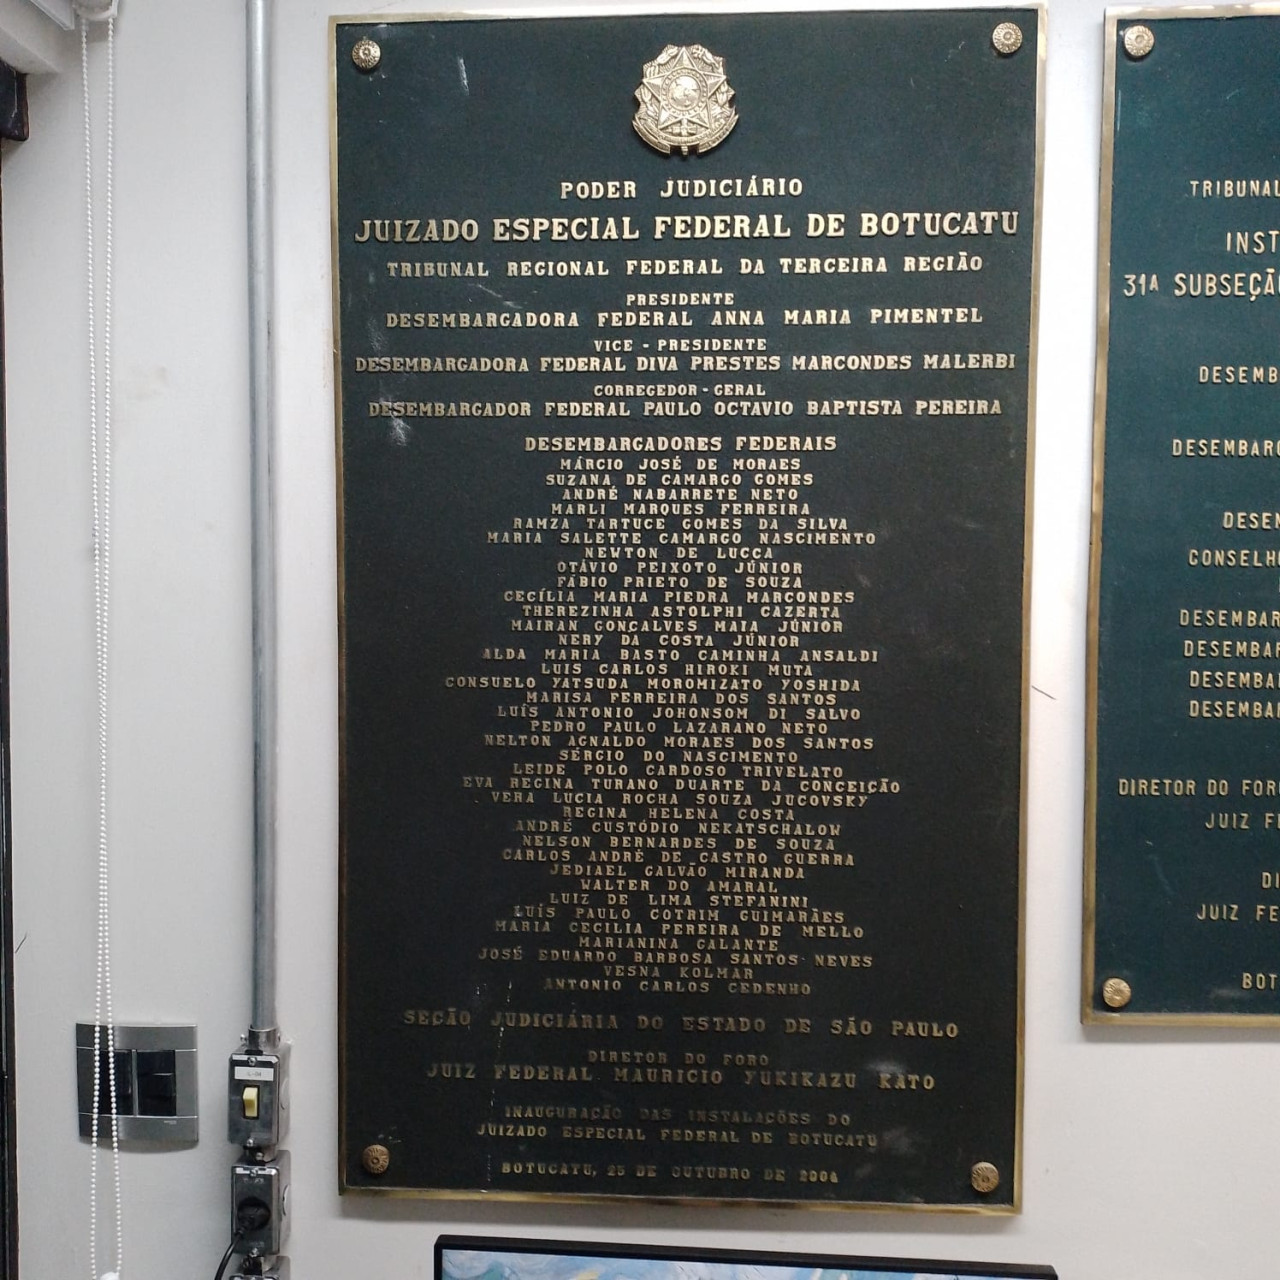 PODER JUDICIÁRIO
JUIZADO ESPECIAL FEDERAL DE BOTUCATU
TRIBUNAL REGIONAL FEDERAL DA TERCEIRA REGIÃO
PRESIDENTE
DESEMBARGADORA FEDERAL ANNA MARIA PIMENTEL
VICE - PRESIDENTE
DESEMBARGADORA FEDERAL DIVA PRESTES MARCONDES MALERBI
CORREGEDOR - GERAL
DESEMBARGADOR FEDERAL PAULO OCTAVIO BAPTISTA PEREIRA
DESEMBARGADORES FEDERAIS
MÁRCIO JOSÉ DE MORAES
SUZANA DE CAMARGO GOMES
ANDRÉ NABARRETE NETO
MARLI MARQUES FERREIRA
RAMZA TARTUCE GOMES DA SILVA
MARIA SALETTE CAMARGO NASCIMENTO
NEWTON DE LUCCA
OTÁVIO PEIXOTO JÚNIOR
FÁBIO PRIETO DE SOUZA
CECÍLIA MARIA PIEDRA MARCONDES
THEREZINHA ASTOLPHI CAZERTA
MAIRAN GONÇALVES MAIA JÚNIOR
NERY DA COSTA JÚNIOR
ALDA MARIA BASTO CAMINHA ANSALDI
LUIS CARLOS HIROKI MUTA
CONSUELO YATSUDA MOROMIZATO YOSHIDA
MARISA FERREIRA DOS SANTOS
LUÍS ANTONIO JOHONSOM DI SALVO
PEDRO PAULO LAZARANO NETO
NELTON AGNALDO MORAES DOS SANTOS
SÉRGIO DO NASCIMENTO
LEIDE POLO CARDOSO TRIVELATO
EVA REGINA TURANO DUARTE DA CONCEIÇÃO
VERA LUCIA ROCHA SOUZA JUCOVSKY
REGINA HELENA COSTA
ANDRÉ CUSTÓDIO NEKATSCHALOW
NELSON BERNARDES DE SOUZA
CARLOS ANDRÉ DE CASTRO GUERRA
JEDIAEL GALVÃO MIRANDA
WALTER DO AMARAL
LUIZ DE LIMA STEFANINI
LUÍS PAULO COTRIM GUIMARÃES
MARIA CECILIA PEREIRA DE MELLO
MARIANINA GALANTE
JOSÉ EDUARDO BARBOSA SANTOS NEVES
VESNA KOLMAR
ANTONIO CARLOS CEDENHO
SEÇÃO JUDICIÁRIA DO ESTADO DE SÃO PAULO
DIRETOR DO FORO
JUIZ FEDERAL MAURICIO YUKIKAZU KATO
INAUGURAÇÃO DAS INSTALAÇÕES DO
JUIZADO ESPECIAL FEDERAL DE BOTUCATU
BOTUCATU, 25 DE OUTUBRO DE 2004
TRIBUNAL
INST
31A SUBSEÇÃO
DESEMB
DESEMBARG
DESEM
CONSELHO
DESEMBAR
DESEMBAR
DESEMBAR
DESEMBAR
DIRETOR DO FORO
JUIZ FE
DI
JUIZ FE
BOT